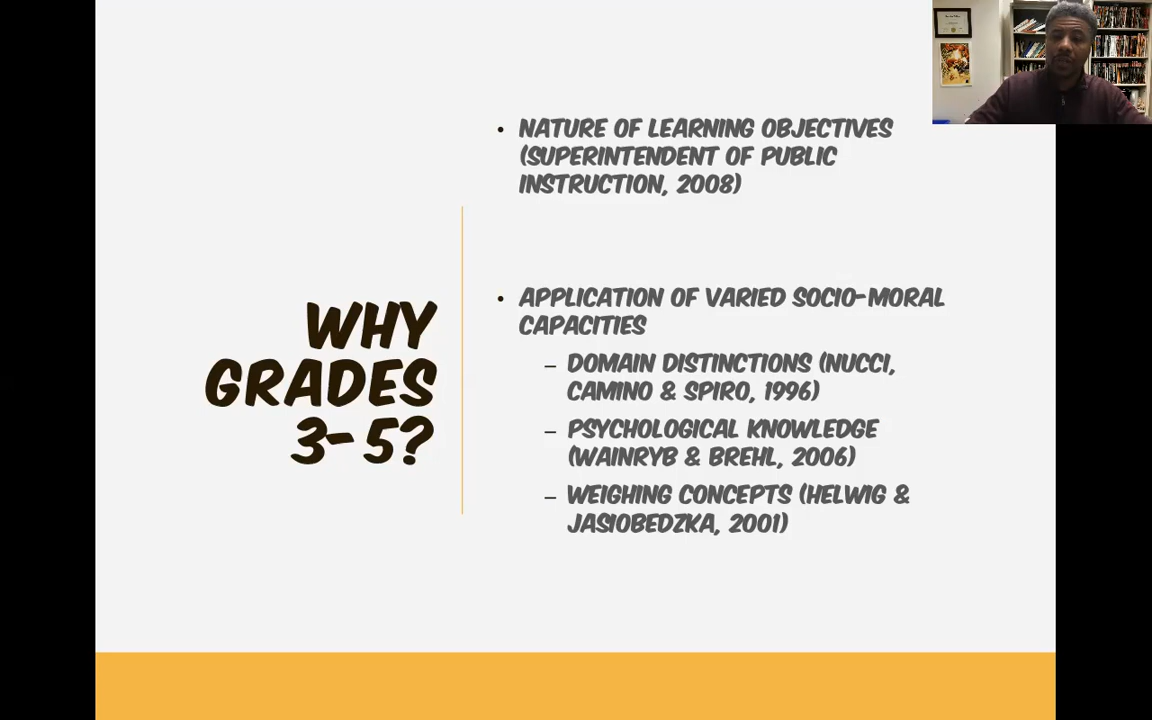 WHY
GRADES
3-5?
• NATURE OF LEARNING OBJECTIVES
(SUPERINTENDENT OF PUBLIC
INSTRUCTION, 2008)
• APPLICATION OF VARIED SOCIO-MORAL
CAPACITIES
– DOMAIN DISTINCTIONS (NUCCI,
CAMINO & SPIRO, 1996)
– PSYCHOLOGICAL KNOWLEDGE
(WAINRYB & BREHL, 2006)
– WEIGHING CONCEPTS (HELWIG &
JASIOBEDZKA, 2001)